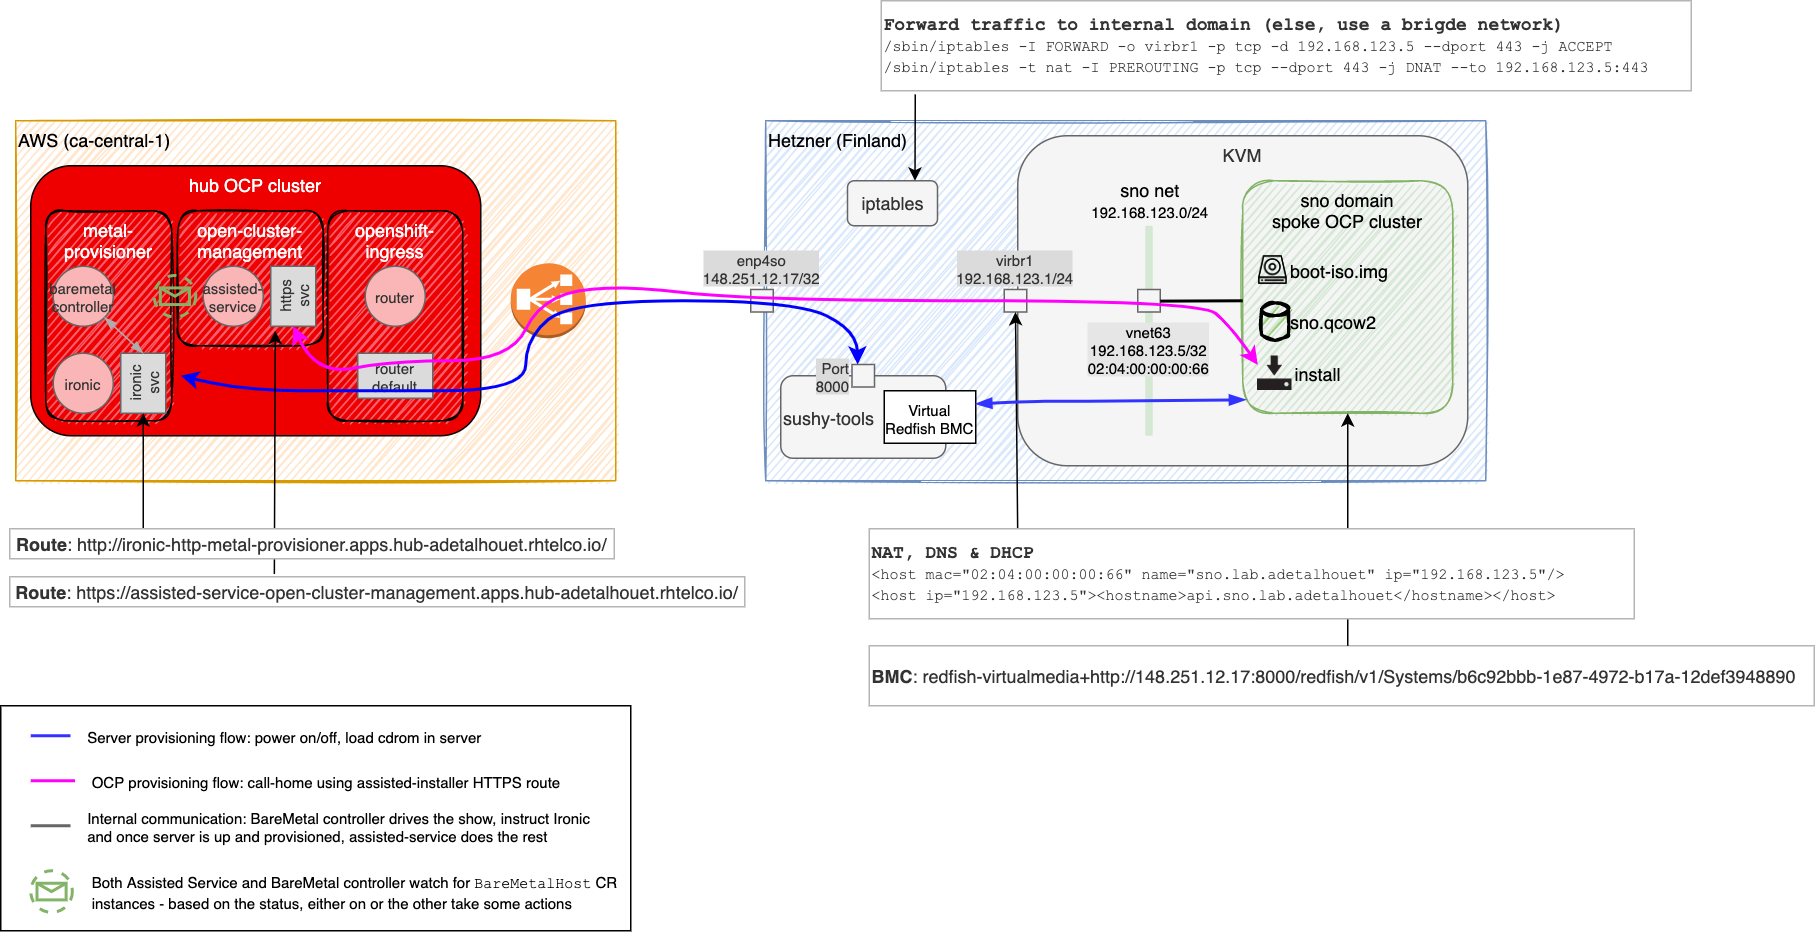 Forward traffic to internal domain (else, use a brigde network)
/sbin/iptables -I FORWARD -o virbr1 -p tcp -d 192.168.123.5 --dport 443 -j ACCEPT
/sbin/iptables -t nat -I PREROUTING -p tcp --dport 443 -j DNAT --to 192.168.123.5:443
AWS (ca-central-1)
hub OCP cluster
metal-
provisioner
baremetal
controller
ironic
ironic
svc
open-cluster-
management
assisted-
service
https
svc
openshift-
ingress
router
router
default
Hetzner (Finland)
iptables
enp4so
148.251.12.17/32
virbr1
192.168.123.1/24
Port
8000
sushy-tools
Virtual
Redfish BMC
KVM
sno net
192.168.123.0/24
vnet63
192.168.123.5/32
02:04:00:00:00:66
sno domain
spoke OCP cluster
boot-iso.img
sno.qcow2
install
Route: http://ironic-http-metal-provisioner.apps.hub-adetalhouet.rhtelco.io/
Route: https://assisted-service-open-cluster-management.apps.hub-adetalhouet.rhtelco.io/
NAT, DNS & DHCP
<host mac="02:04:00:00:00:66" name="sno.lab.adetalhouet" ip="192.168.123.5"/>
<host ip="192.168.123.5"><hostname>api.sno.lab.adetalhouet</hostname></host>
BMC: redfish-virtualmedia+http://148.251.12.17:8000/redfish/v1/Systems/b6c92bbb-1e87-4972-b17a-12def3948890
Server provisioning flow: power on/off, load cdrom in server
OCP provisioning flow: call-home using assisted-installer HTTPS route
Internal communication: BareMetal controller drives the show, instruct Ironic
and once server is up and provisioned, assisted-service does the rest
Both Assisted Service and BareMetal controller watch for BareMetalHost CR
instances - based on the status, either on or the other take some actions